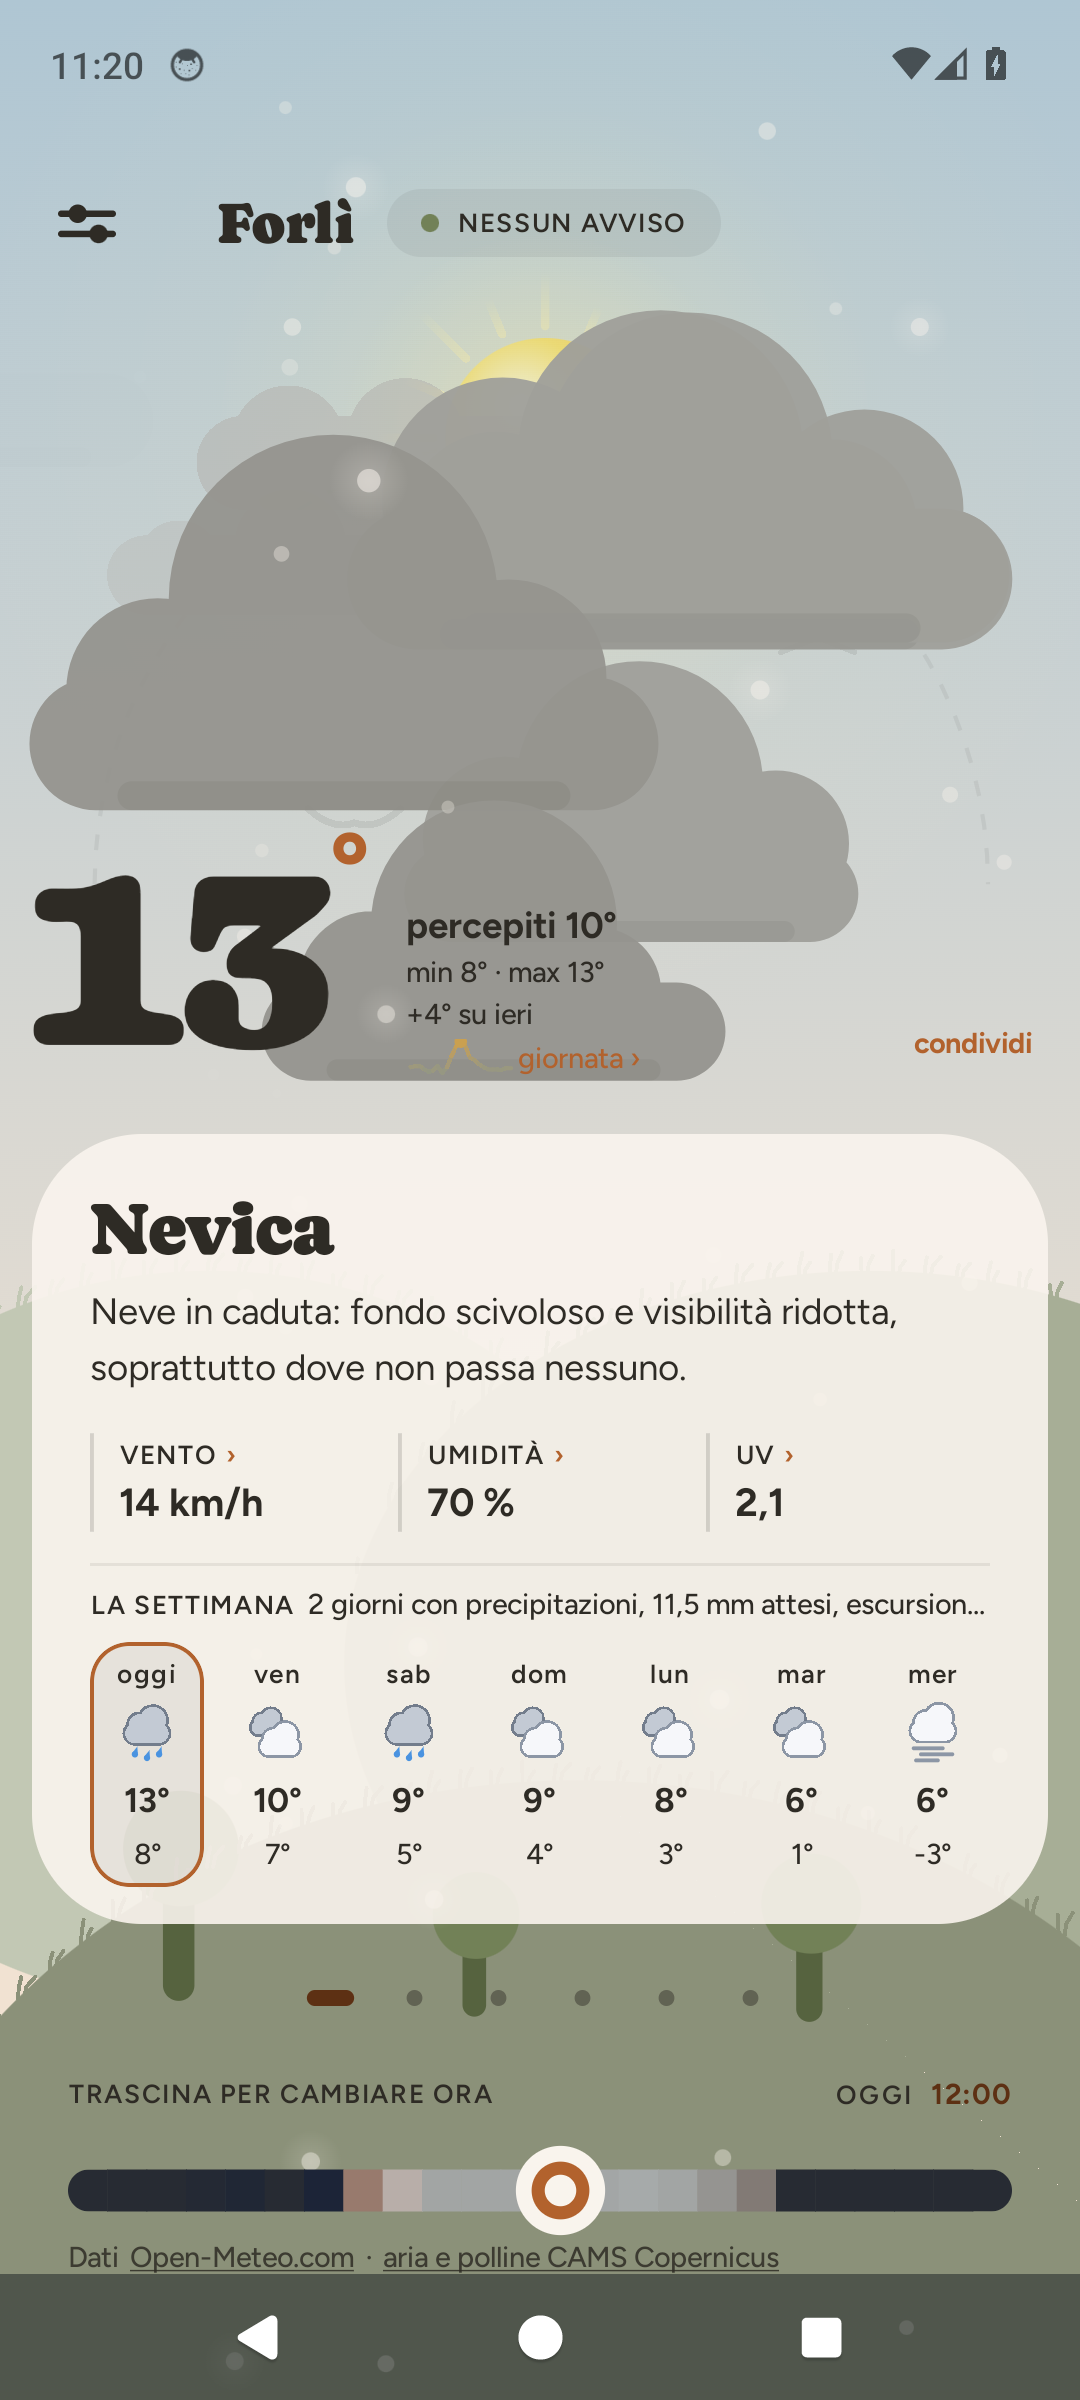 11:20
Forlì
NESSUN AVVISO
13°
percepiti 10°
min 8° · max 13°
+4° su ieri
giornata ›
condividi
Nevica
Neve in caduta: fondo scivoloso e visibilità ridotta,
soprattutto dove non passa nessuno.
VENTO › UMIDITÀ › UV ›
14 km/h 70 % 2,1
LA SETTIMANA 2 giorni con precipitazioni, 11,5 mm attesi, escursion...
oggi ven sab dom lun mar mer
13° 10° 9° 9° 8° 6° 6°
8° 7° 5° 4° 3° 1° -3°
TRASCINA PER CAMBIARE ORA OGGI 12:00
Dati Open-Meteo.com · aria e polline CAMS Copernicus